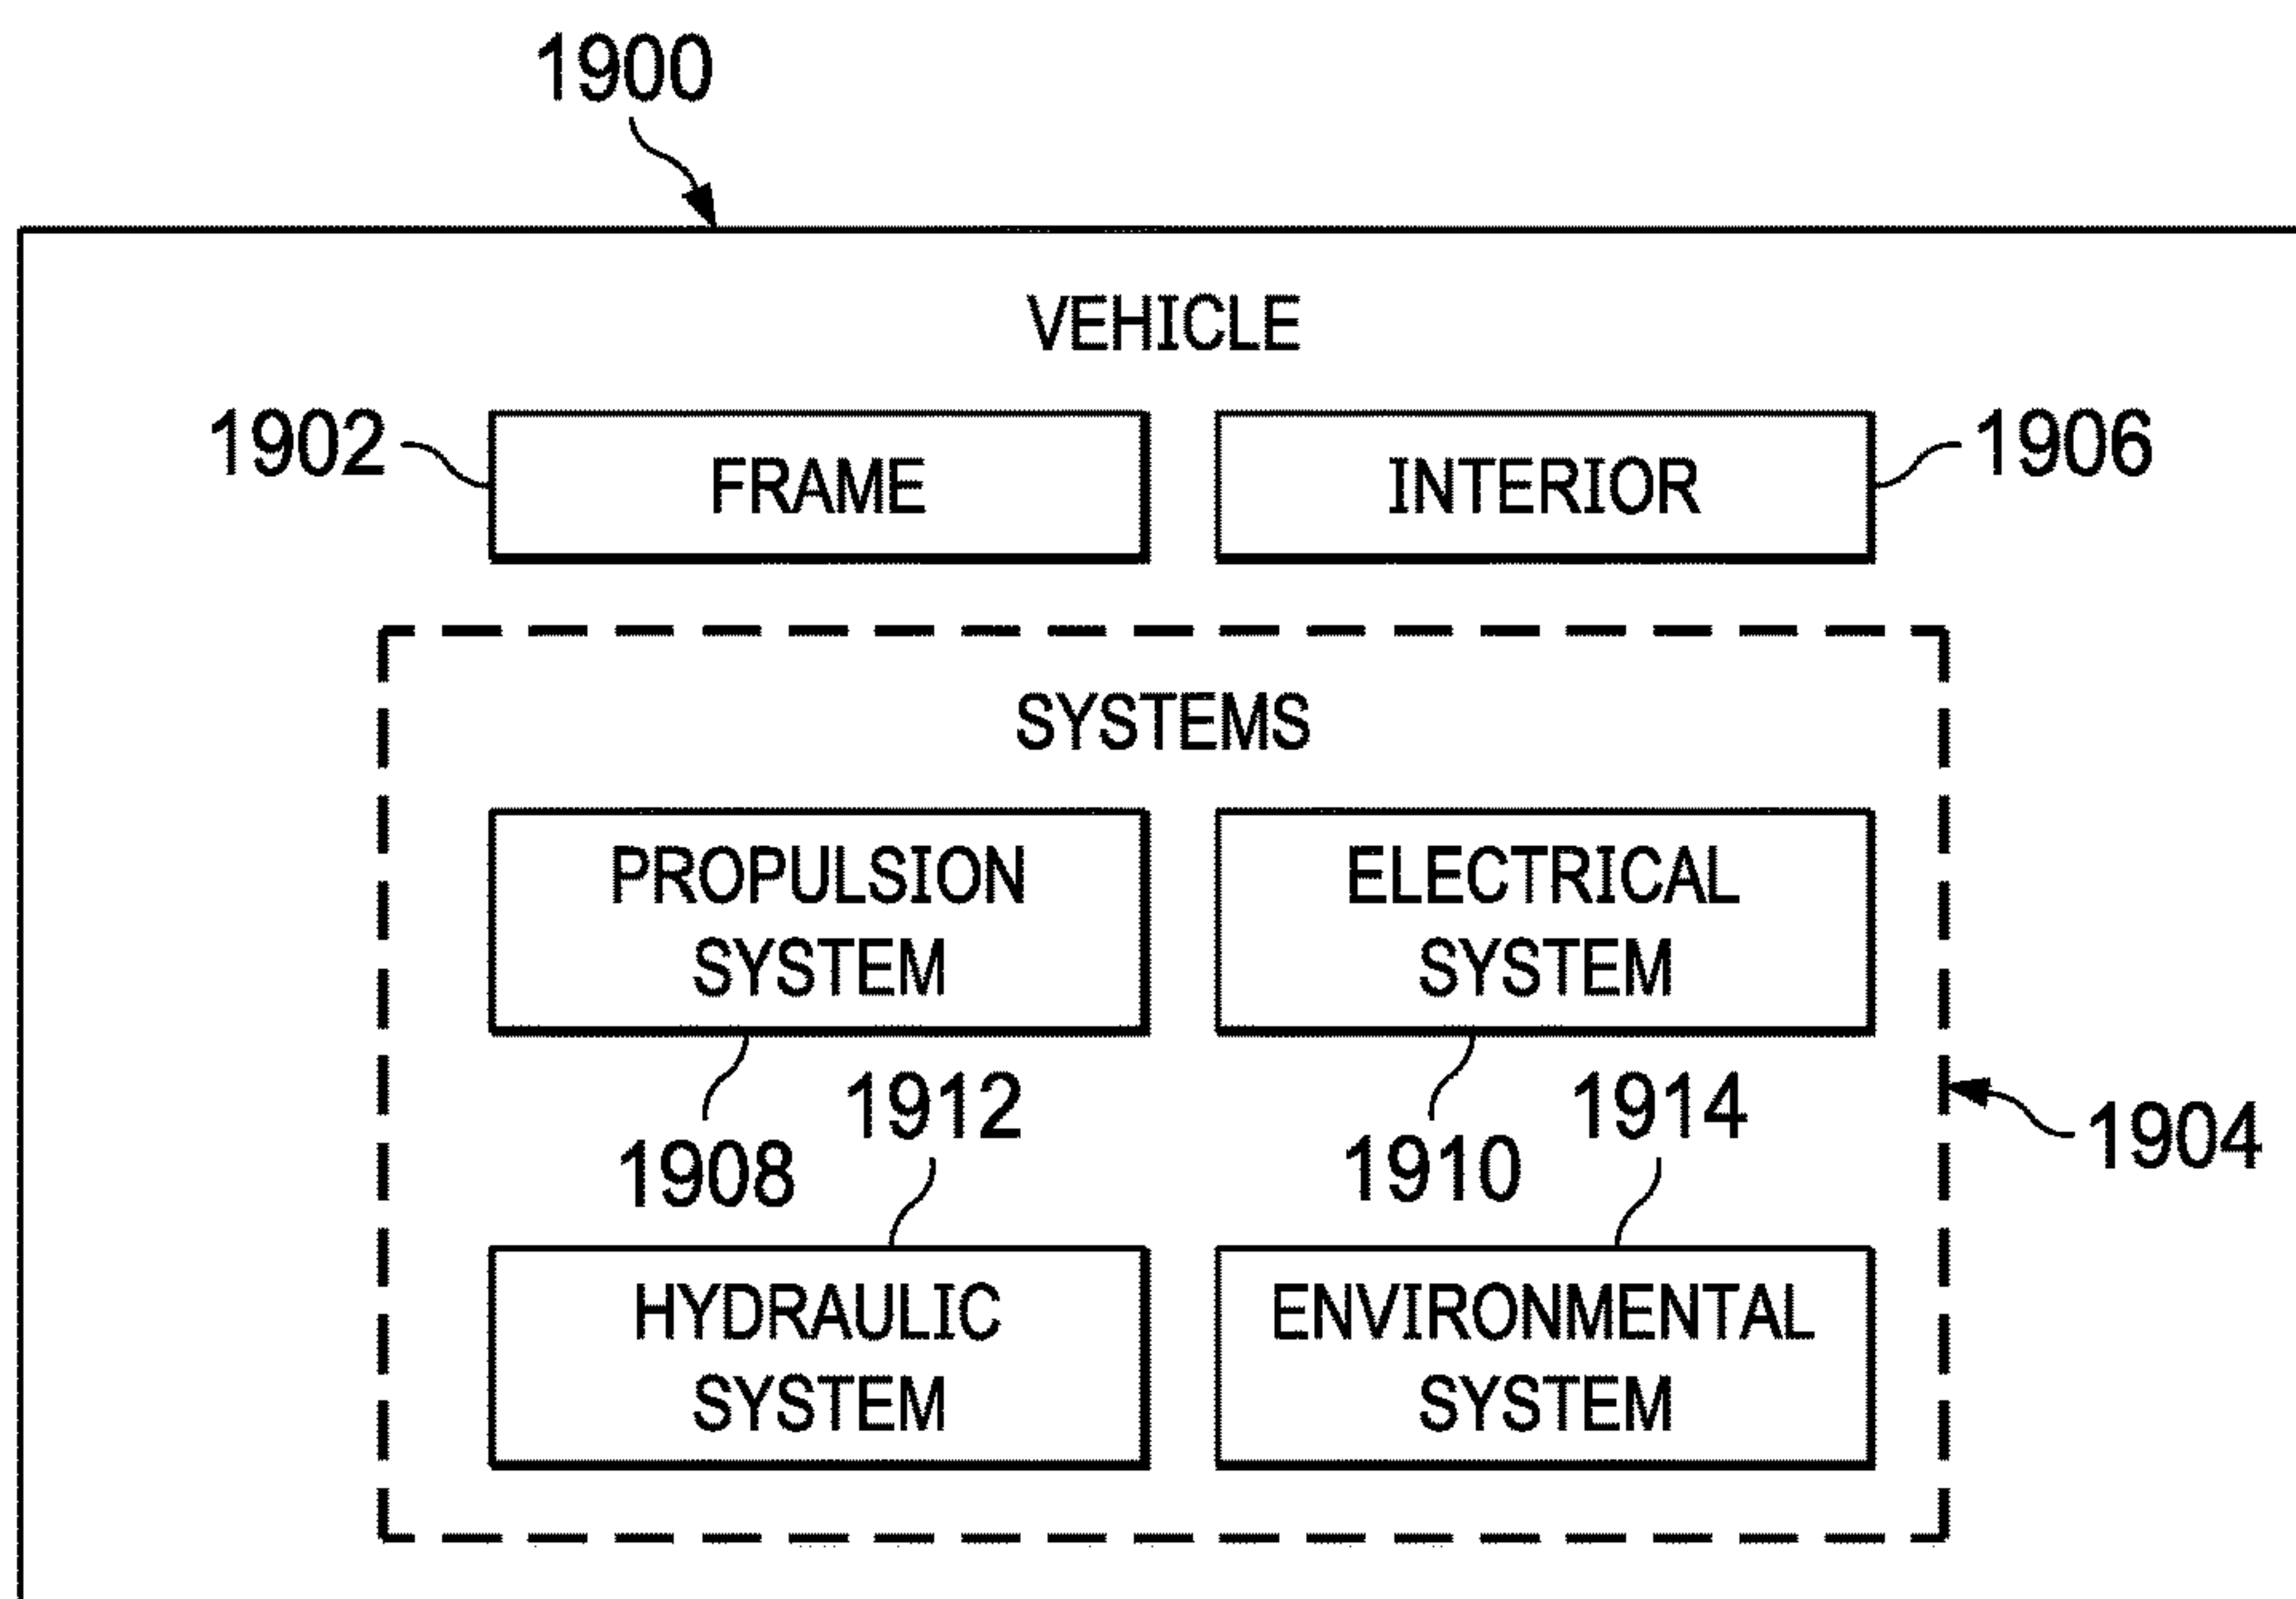 1900
VEHICLE
1902
FRAME
INTERIOR
1906
SYSTEMS
PROPULSION
SYSTEM
ELECTRICAL
SYSTEM
1908
1912
1910
1914
1904
HYDRAULIC
SYSTEM
ENVIRONMENTAL
SYSTEM